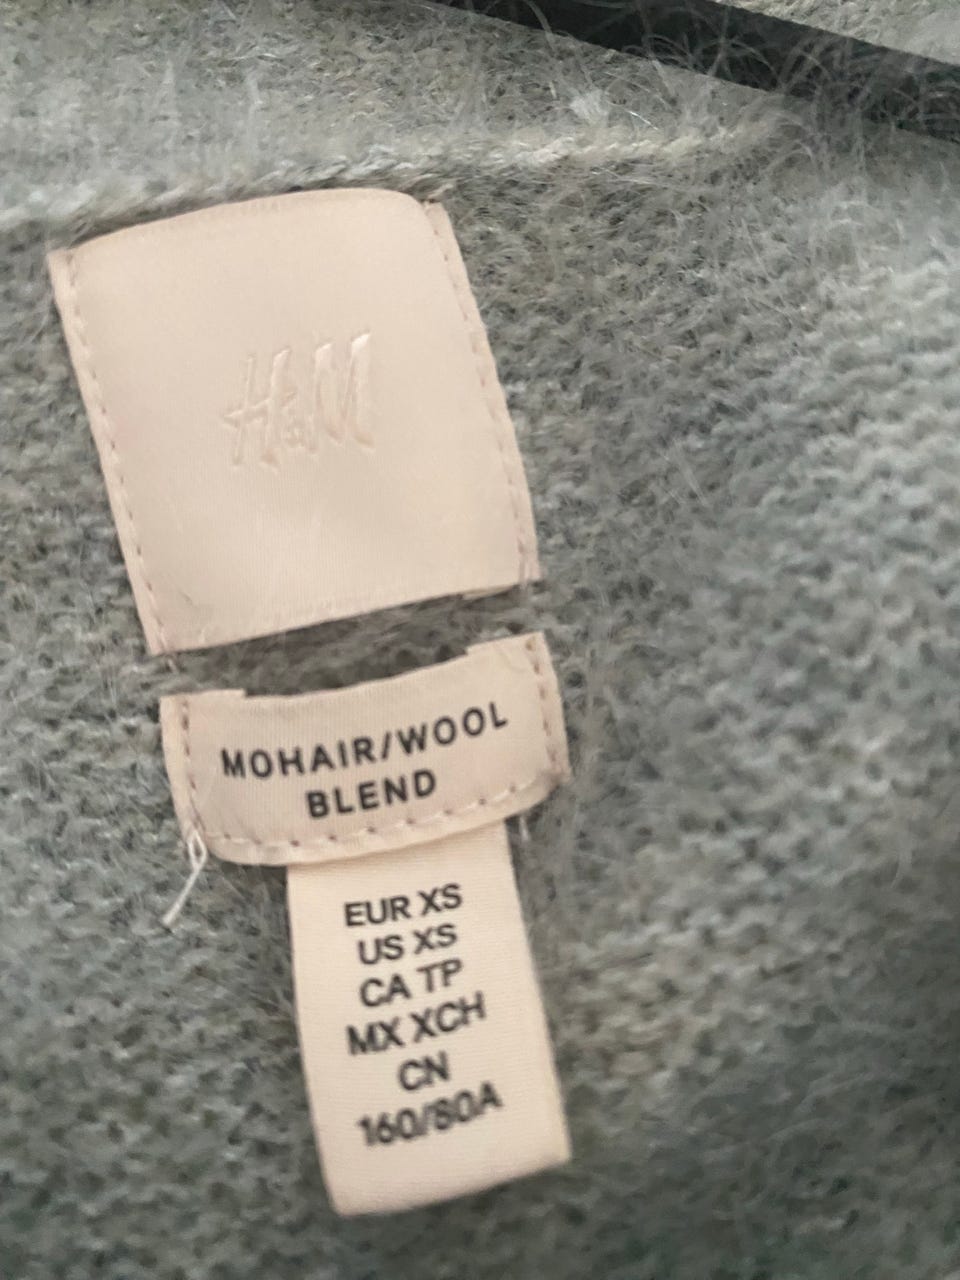 H&M
MOHAIR/WOOL
BLEND
EUR XS
US XS
CA TP
MX XCH
CN
160/80A